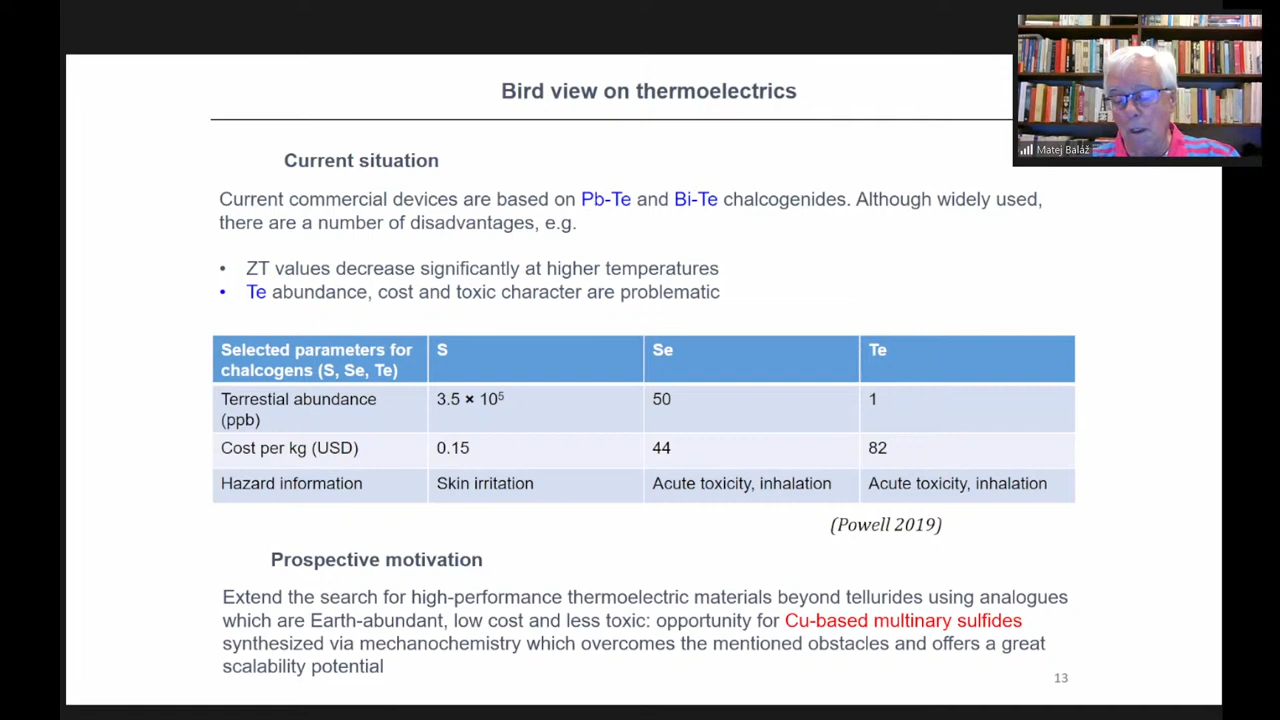 Bird view on thermoelectrics
Matej Baláž
Current situation
Current commercial devices are based on Pb-Te and Bi-Te chalcogenides. Although widely used,
there are a number of disadvantages, e.g.
• ZT values decrease significantly at higher temperatures
• Te abundance, cost and toxic character are problematic
Selected parameters for S Se Te
chalcogens (S, Se, Te)
Terrestial abundance 3.5 × 10⁵ 50 1
(ppb)
Cost per kg (USD) 0.15 44 82
Hazard information Skin irritation Acute toxicity, inhalation Acute toxicity, inhalation
(Powell 2019)
Prospective motivation
Extend the search for high-performance thermoelectric materials beyond tellurides using analogues
which are Earth-abundant, low cost and less toxic: opportunity for Cu-based multinary sulfides
synthesized via mechanochemistry which overcomes the mentioned obstacles and offers a great
scalability potential
13